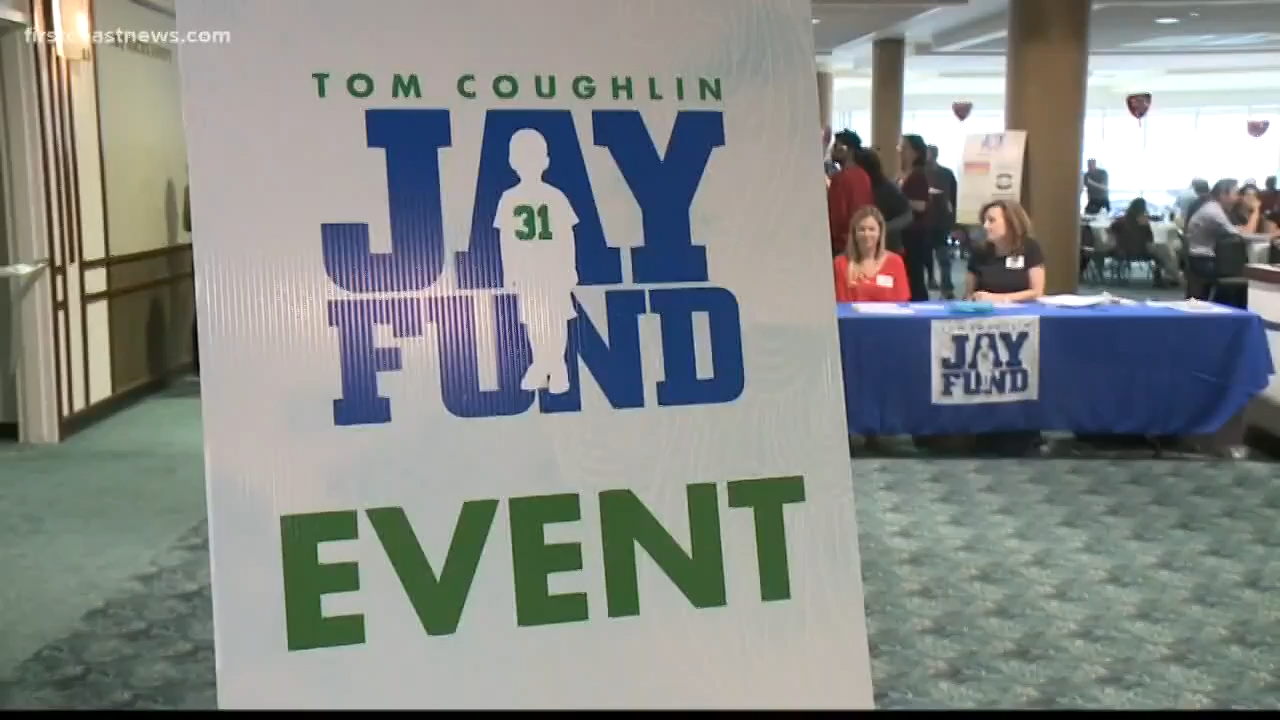 firstcoastnews.com
TOM COUGHLIN
JAY
31
FUND
EVENT
JAY
FUND